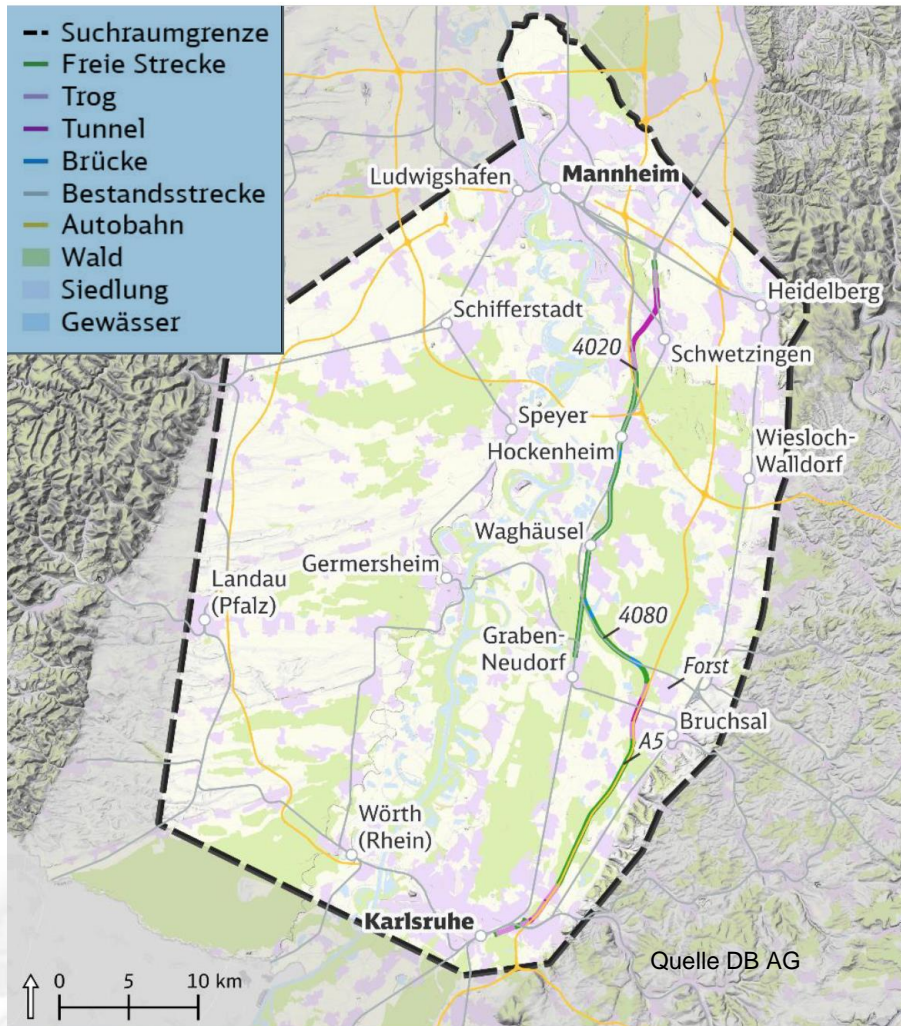 Suchraumgrenze
Freie Strecke
Trog
Tunnel
Brücke
Bestandsstrecke
Autobahn
Wald
Siedlung
Gewässer
Ludwigshafen
Mannheim
Heidelberg
Schifferstadt
4020
Schwetzingen
Speyer
Hockenheim
Wiesloch-
Walldorf
Waghäusel
Germersheim
Landau
(Pfalz)
4080
Graben-
Neudorf
Forst
Bruchsal
A5
Wörth
(Rhein)
Karlsruhe
Quelle DB AG
0 5 10 km